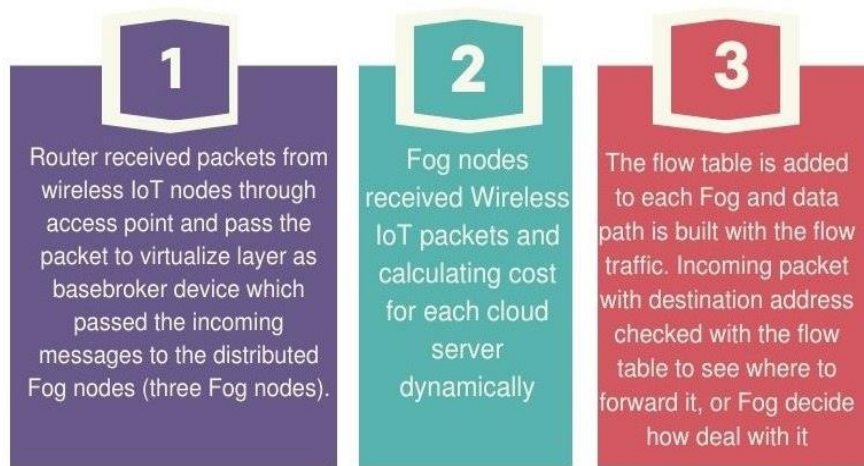 1
Router received packets from
wireless IoT nodes through
access point and pass the
packet to virtualize layer as
basebroker device which
passed the incoming
messages to the distributed
Fog nodes (three Fog nodes).
2
Fog nodes
received Wireless
IoT packets and
calculating cost
for each cloud
server
dynamically
3
The flow table is added
to each Fog and data
path is built with the flow
traffic. Incoming packet
with destination address
checked with the flow
table to see where to
forward it, or Fog decide
how deal with it